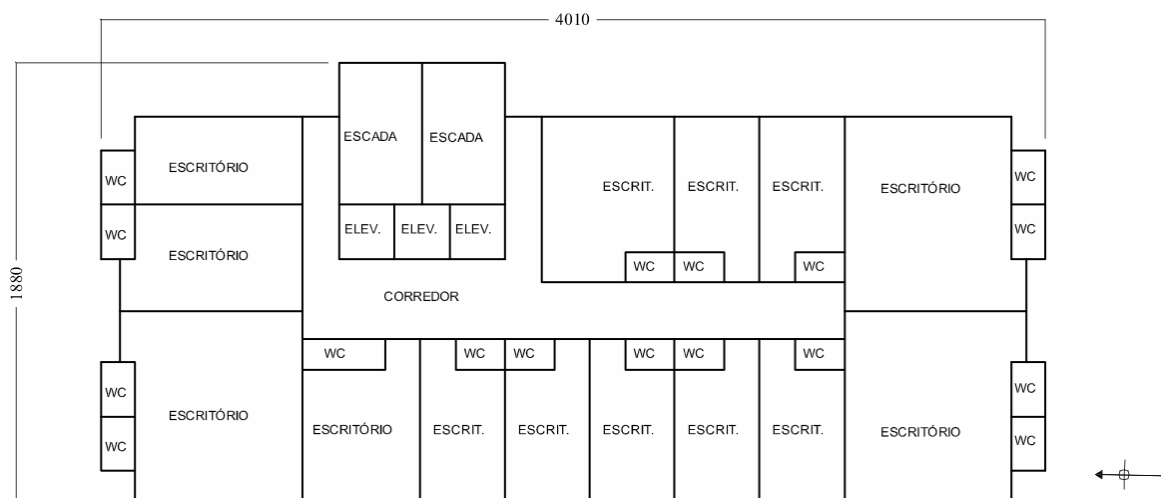 4010
1880
ESCADA ESCADA
ESCRITÓRIO
WC
ESCRIT. ESCRIT. ESCRIT.
ESCRITÓRIO
WC
ELEV. ELEV. ELEV.
WC
WC
ESCRITÓRIO
WC WC WC
CORREDOR
WC WC WC WC WC WC
WC
WC
ESCRITÓRIO
ESCRITÓRIO ESCRIT. ESCRIT. ESCRIT. ESCRIT. ESCRIT.
ESCRITÓRIO
WC
WC